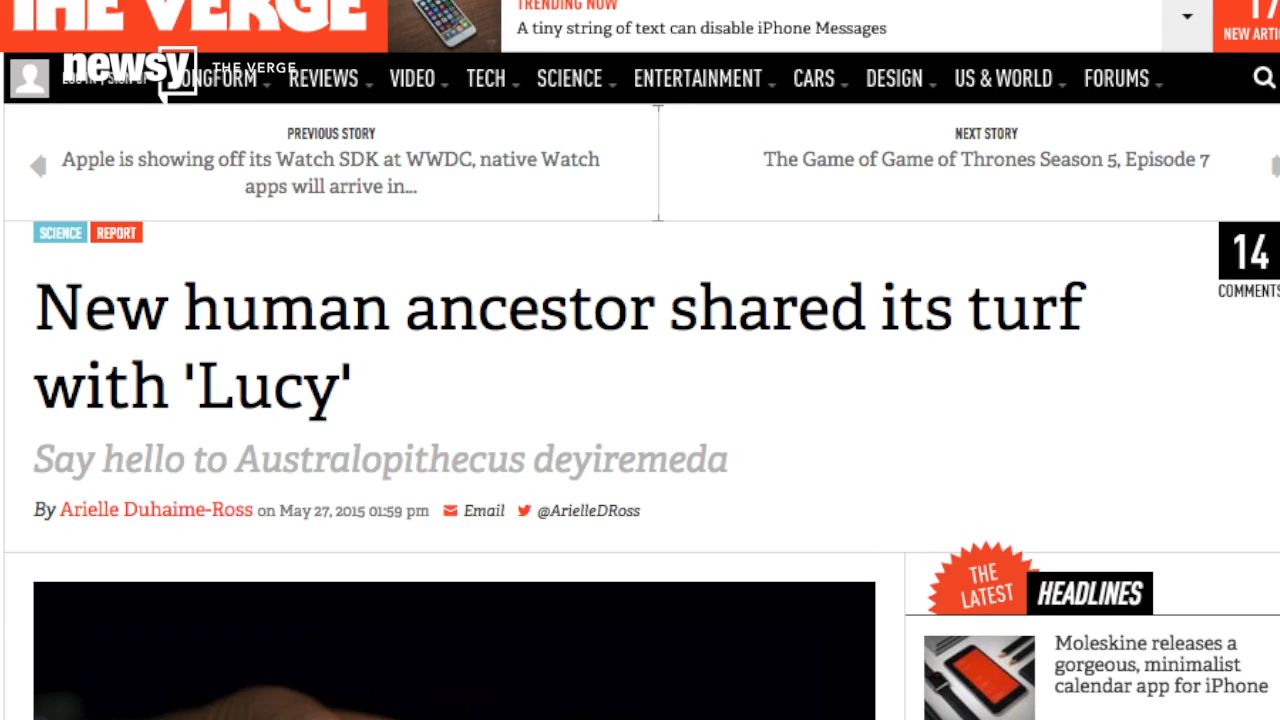 THE VERGE
TRENDING NOW
A tiny string of text can disable iPhone Messages
NEW
newsy
THE VERGE
LONGFORM REVIEWS VIDEO TECH SCIENCE ENTERTAINMENT CARS DESIGN US & WORLD FORUMS
PREVIOUS STORY
Apple is showing off its Watch SDK at WWDC, native Watch
apps will arrive in...
NEXT STORY
The Game of Game of Thrones Season 5, Episode 7
SCIENCE REPORT
14
COMMENTS
New human ancestor shared its turf
with 'Lucy'
Say hello to Australopithecus deyiremeda
By Arielle Duhaime-Ross on May 27, 2015 01:59 pm Email @ArielleDRoss
THE
LATEST
HEADLINES
Moleskine releases a
gorgeous, minimalist
calendar app for iPhone